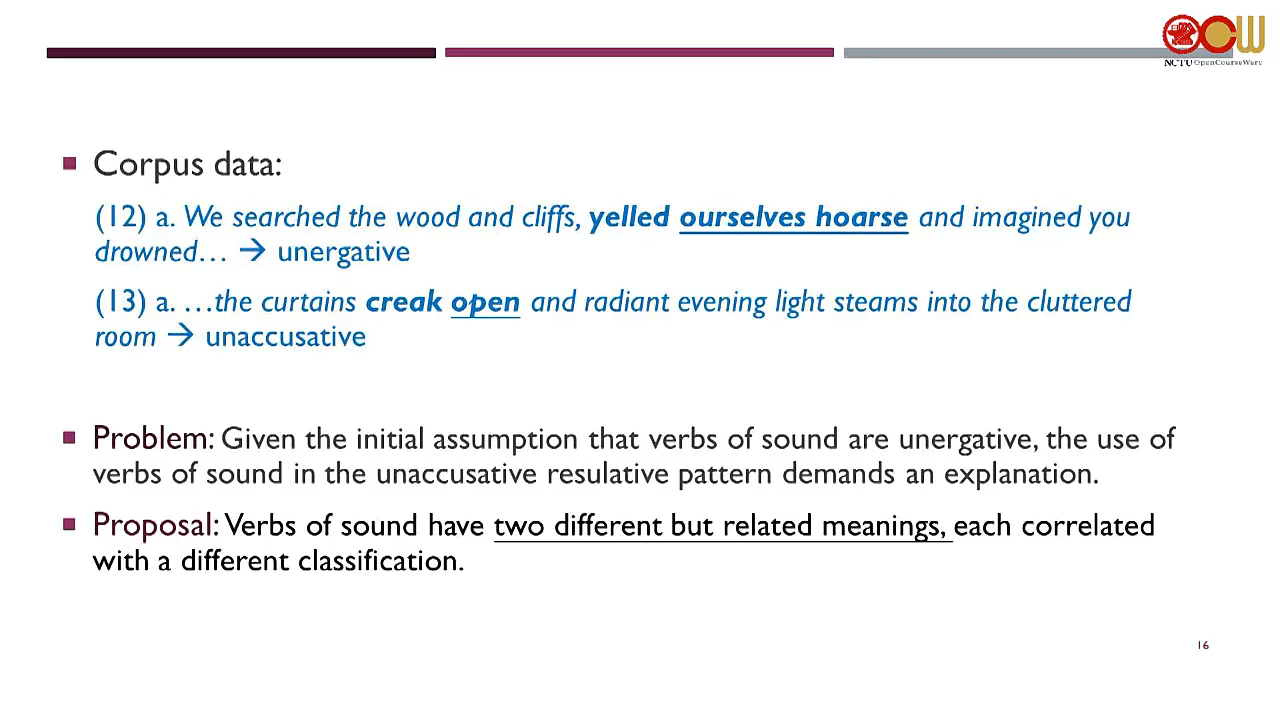 NCTU OpenCourseWare
Corpus data:
(12) a. We searched the wood and cliffs, yelled ourselves hoarse and imagined you
drowned… → unergative
(13) a. …the curtains creak open and radiant evening light steams into the cluttered
room → unaccusative
Problem: Given the initial assumption that verbs of sound are unergative, the use of
verbs of sound in the unaccusative resulative pattern demands an explanation.
Proposal: Verbs of sound have two different but related meanings, each correlated
with a different classification.
16